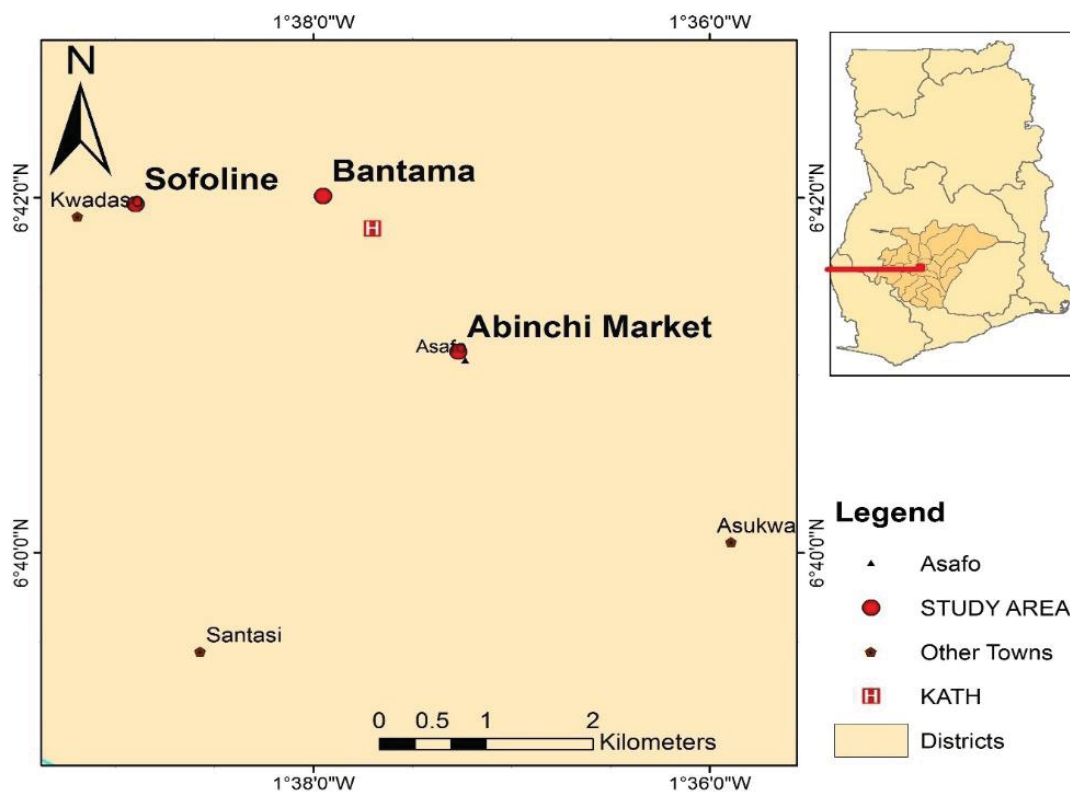 1°38'0"W 1°36'0"W
N
Sofoline
Bantama
Kwadaso
6°42'0"N
6°42'0"N
H
Abinchi Market
Asafo
Asukwa
6°40'0"N
6°40'0"N
Santasi
0 0.5 1 2
Kilometers
1°38'0"W 1°36'0"W
Legend
Asafo
STUDY AREA
Other Towns
H KATH
Districts